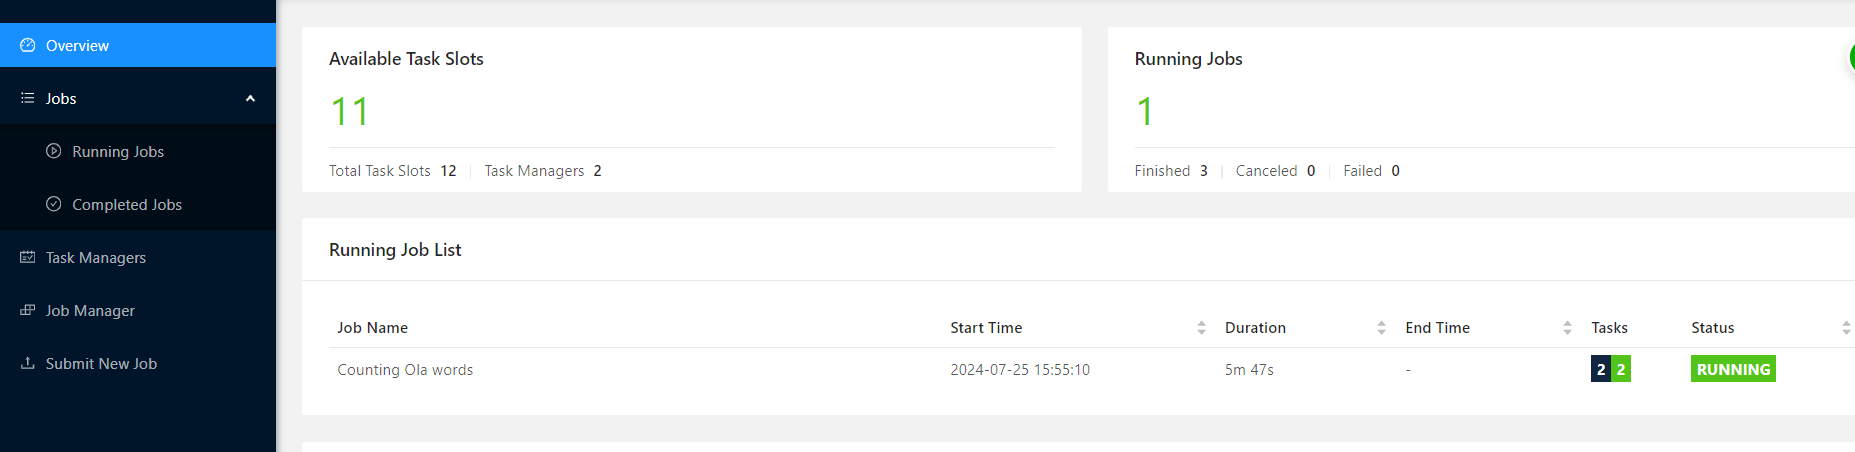 Overview
Jobs
Running Jobs
Completed Jobs
Task Managers
Job Manager
Submit New Job
Available Task Slots
11
Total Task Slots 12 Task Managers 2
Running Jobs
1
Finished 3 Canceled 0 Failed 0
Running Job List
Job Name Start Time Duration End Time Tasks Status
Counting Ola words 2024-07-25 15:55:10 5m 47s - 2 2 RUNNING